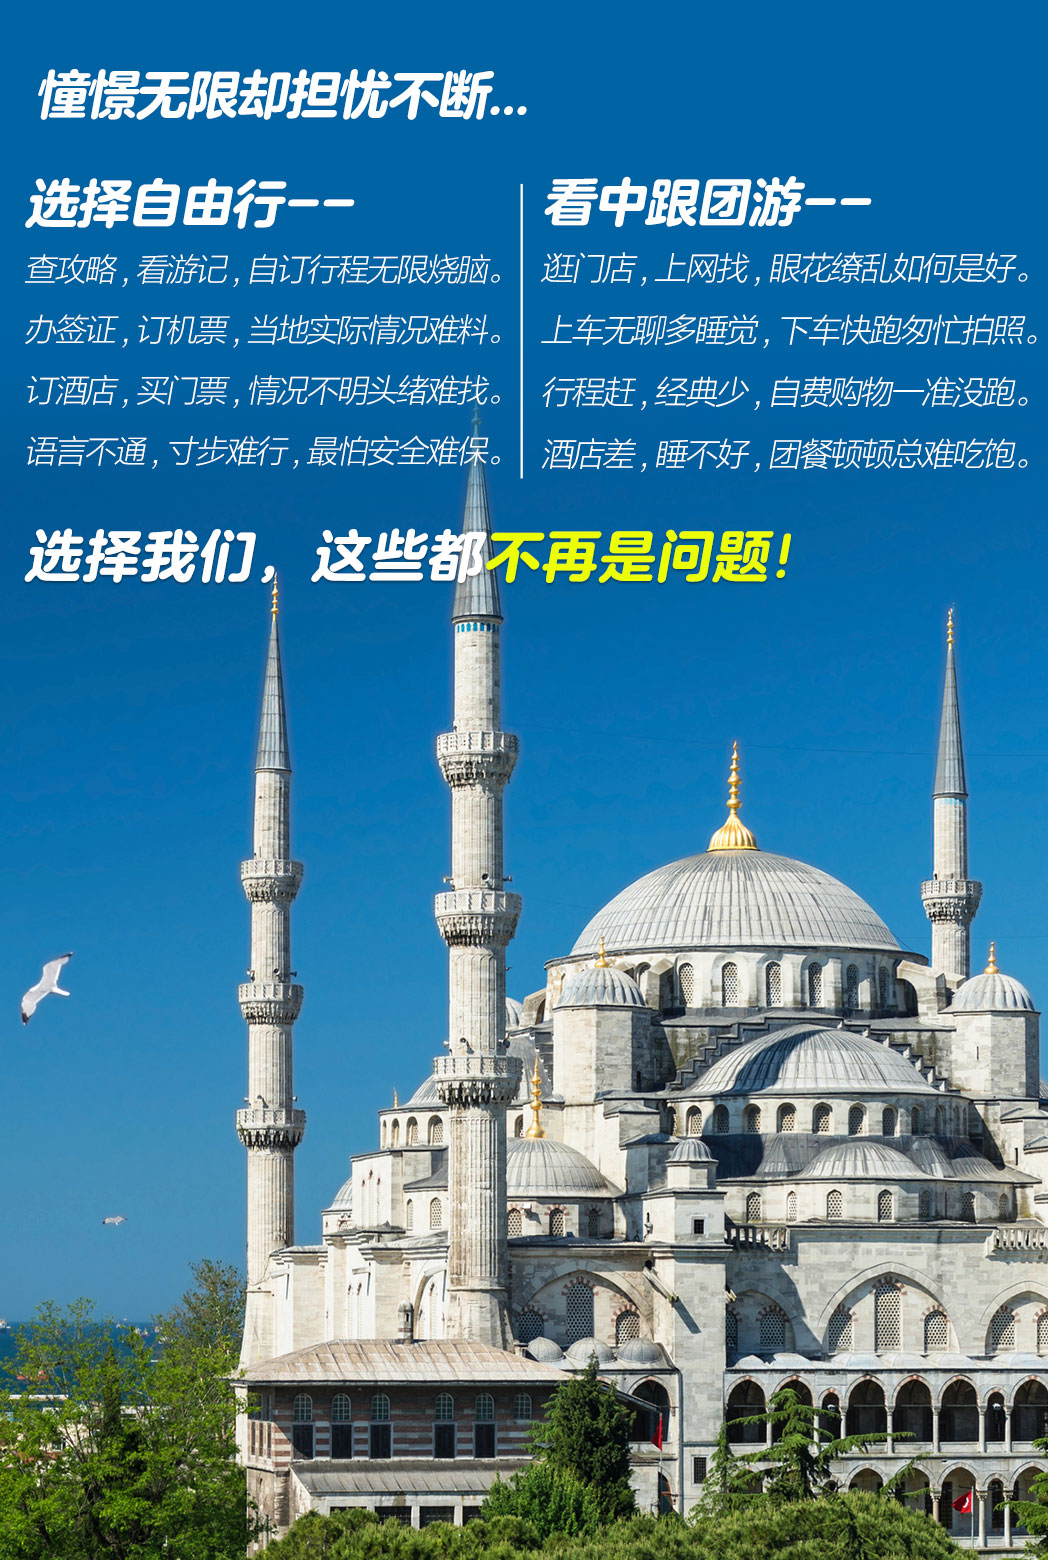 憧憬无限却担忧不断...
选择自由行--
查攻略,看游记,自订行程无限烧脑。
办签证,订机票,当地实际情况难料。
订酒店,买门票,情况不明头绪难找。
语言不通,寸步难行,最怕安全难保。
看中跟团游--
逛门店,上网找,眼花缭乱如何是好。
上车无聊多睡觉,下车快跑匆忙拍照。
行程赶,经典少,自费购物一准没跑。
酒店差,睡不好,团餐顿顿总难吃饱。
选择我们，这些都不再是问题!